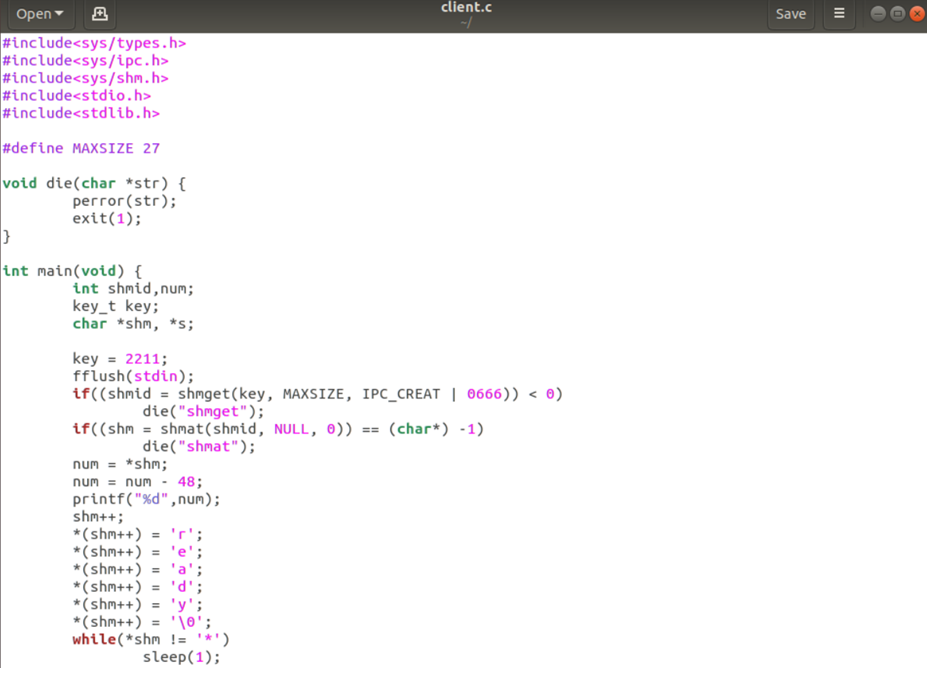 Open
client.c
~/
Save
#include<sys/types.h>
#include<sys/ipc.h>
#include<sys/shm.h>
#include<stdio.h>
#include<stdlib.h>

#define MAXSIZE 27

void die(char *str) {
        perror(str);
        exit(1);
}

int main(void) {
        int shmid,num;
        key_t key;
        char *shm, *s;

        key = 2211;
        fflush(stdin);
        if((shmid = shmget(key, MAXSIZE, IPC_CREAT | 0666)) < 0)
                die("shmget");
        if((shm = shmat(shmid, NULL, 0)) == (char*) -1)
                die("shmat");
        num = *shm;
        num = num - 48;
        printf("%d",num);
        shm++;
        *(shm++) = 'r';
        *(shm++) = 'e';
        *(shm++) = 'a';
        *(shm++) = 'd';
        *(shm++) = 'y';
        *(shm++) = '\0';
        while(*shm != '*')
                sleep(1);